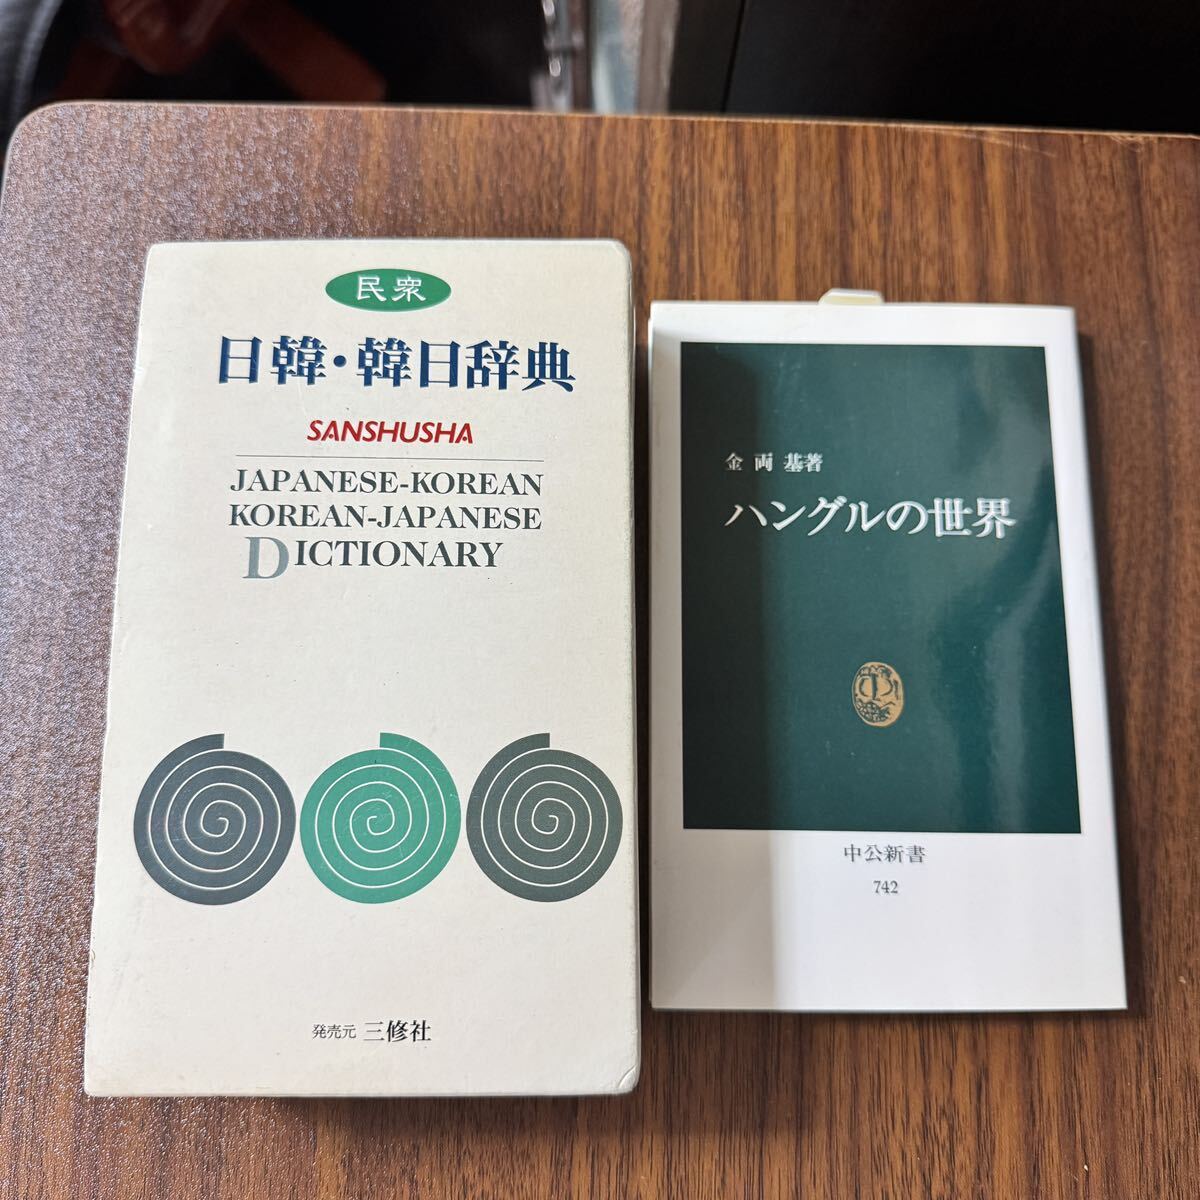 民衆
日韓・韓日辞典
SANSHUSHA
JAPANESE-KOREAN
KOREAN-JAPANESE
DICTIONARY
発売元 三修社
金両基著
ハングルの世界
中公新書
742